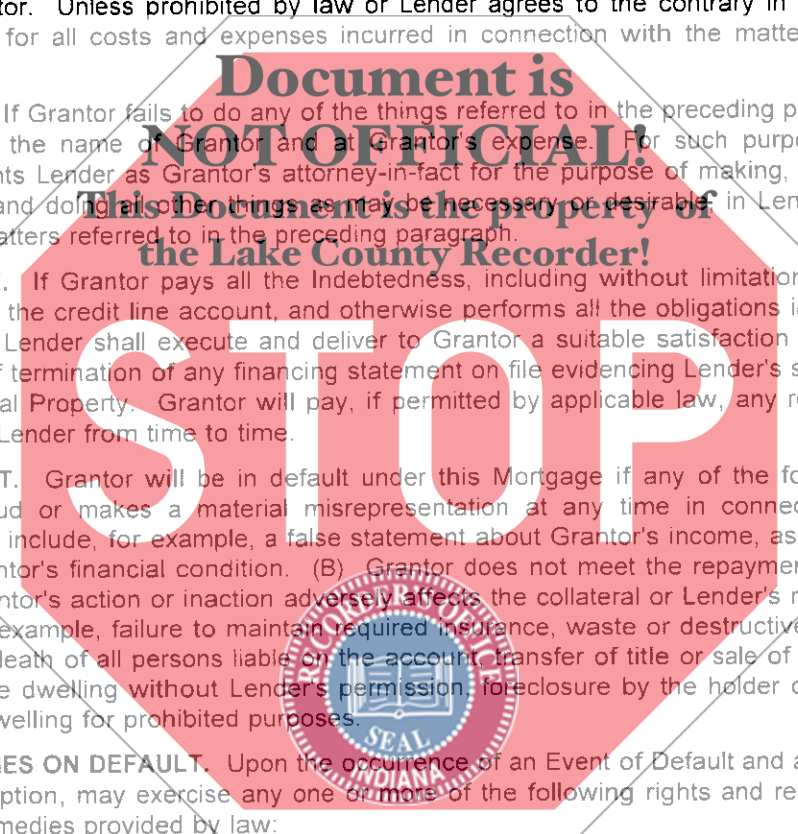 tor. Unless prohibited by law or Lender agrees to the contrary in
for all costs and expenses incurred in connection with the matte
Document is
If Grantor fails to do any of the things referred to in the preceding p
the name of Grantor and at Grantor's expense. For such purpo
NOT OFFICIAL!
nts Lender as Grantor's attorney-in-fact for the purpose of making,
and doing all other things as may be necessary or desirable, in Len
This Document is the property of
atters referred to in the preceding paragraph.
the Lake County Recorder!
. If Grantor pays all the Indebtedness, including without limitation
the credit line account, and otherwise performs all the obligations i
Lender shall execute and deliver to Grantor a suitable satisfaction
f termination of any financing statement on file evidencing Lender's s
al Property. Grantor will pay, if permitted by applicable law, any r
Lender from time to time.
STOP
T. Grantor will be in default under this Mortgage if any of the fo
ud or makes a material misrepresentation at any time in connec
include, for example, a false statement about Grantor's income, as
ntor's financial condition. (B) Grantor does not meet the repayme
ntor's action or inaction adversely affects the collateral or Lender's r
example, failure to maintain required insurance, waste or destructive
death of all persons liable on the account, transfer of title or sale of
e dwelling without Lender's permission, foreclosure by the holder o
welling for prohibited purposes.
RECORDER'S OFFICE
SEAL
INDIANA
ES ON DEFAULT. Upon the occurrence of an Event of Default and a
ption, may exercise any one or more of the following rights and re
medies provided by law: